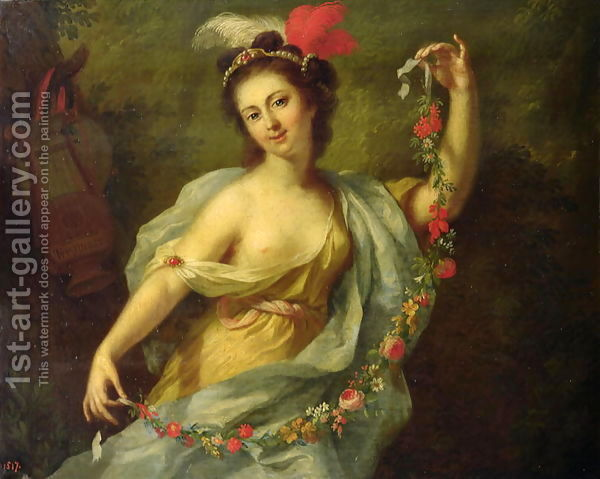 1st-art-gallery.com
This watermark does not appear on the painting
1517.